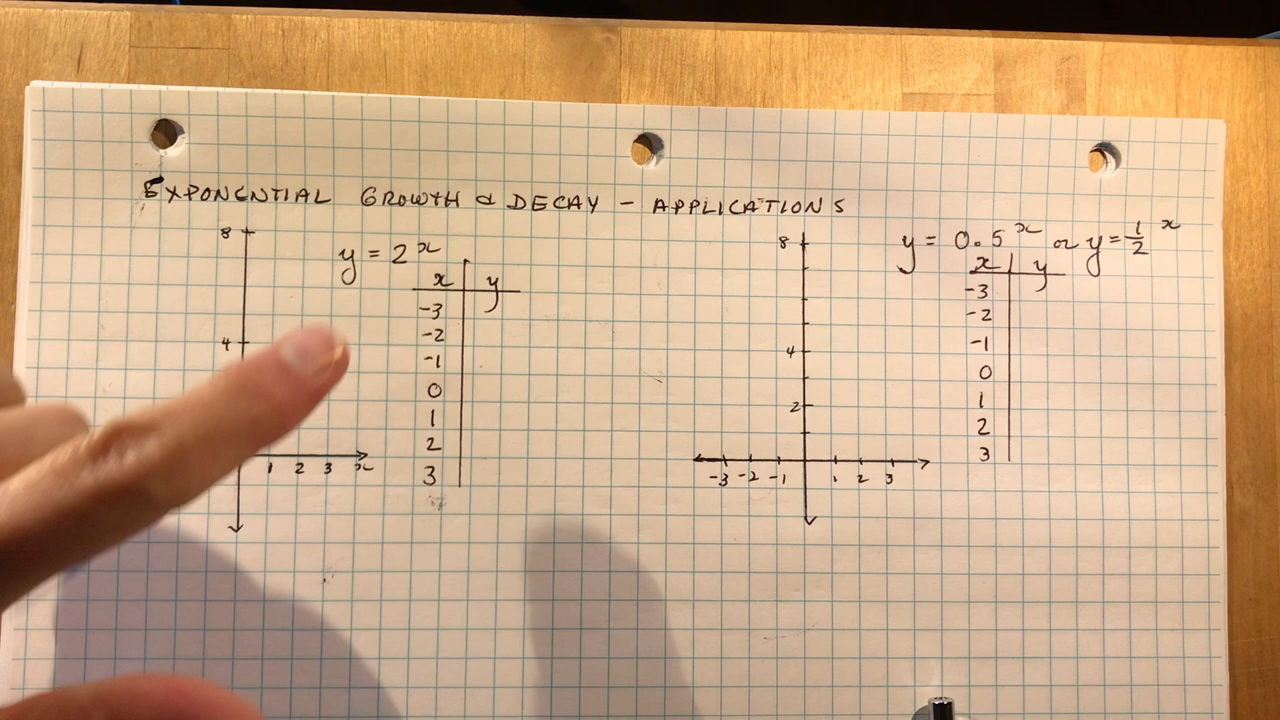 EXPONENTIAL GROWTH & DECAY - APPLICATIONS
y = 2^x
x y
-3
-2
-1
0
1
2
3
8
4
1 2 3 x
y = 0.5^x or y = 1/2^x
x y
-3
-2
-1
0
1
2
3
8
4
2
-3 -2 -1 1 2 3